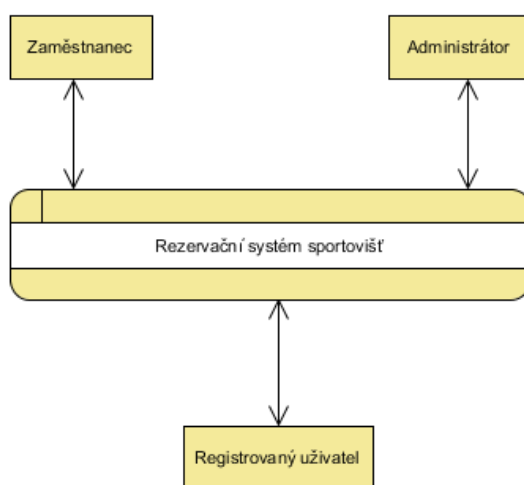 Zaměstnanec
Administrátor
Rezervační systém sportovišť
Registrovaný uživatel